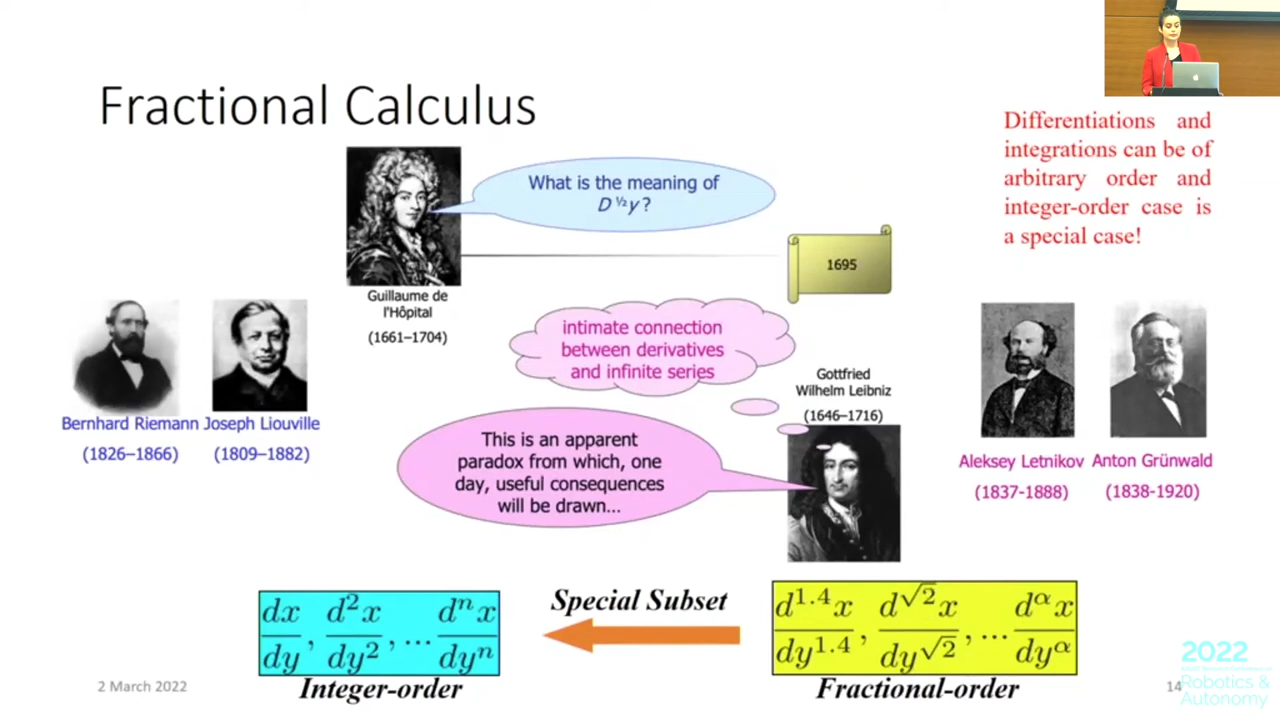 Fractional Calculus
What is the meaning of
D ½ y ?
1695
Differentiations and
integrations can be of
arbitrary order and
integer-order case is
a special case!
Guillaume de
l'Hôpital
(1661–1704)
intimate connection
between derivatives
and infinite series
Gottfried
Wilhelm Leibniz
(1646–1716)
Bernhard Riemann
(1826–1866)
Joseph Liouville
(1809–1882)
This is an apparent
paradox from which, one
day, useful consequences
will be drawn...
Aleksey Letnikov
(1837-1888)
Anton Grünwald
(1838-1920)
dx/dy, d²x/dy², ... dⁿx/dyⁿ
Integer-order
Special Subset
d^1.4 x/dy^1.4, d^√2 x/dy^√2, ... d^α x/dy^α
Fractional-order
2 March 2022
14
2022
Robotics &
Autonomy